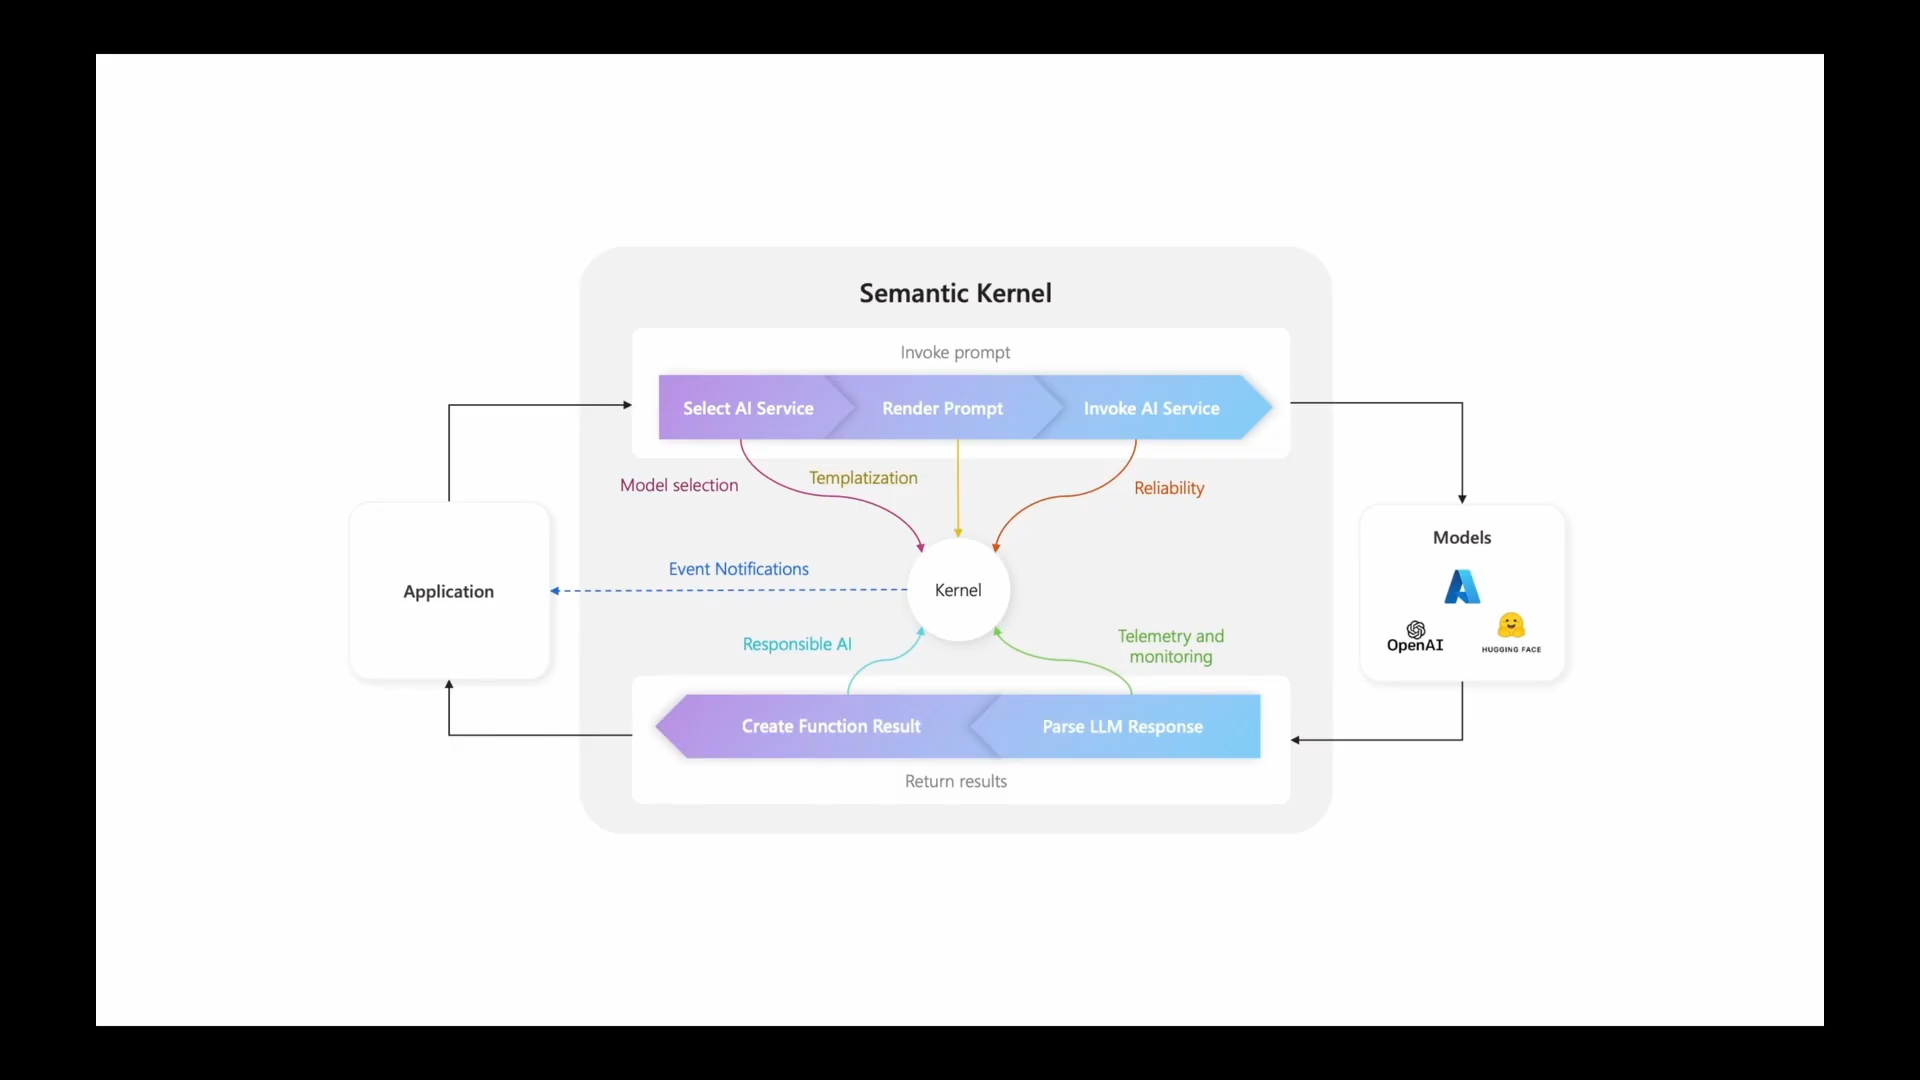 Semantic Kernel
Invoke prompt
Select AI Service
Render Prompt
Invoke AI Service
Model selection
Templatization
Reliability
Application
Event Notifications
Kernel
Models
OpenAI
HUGGING FACE
Responsible AI
Telemetry and
monitoring
Create Function Result
Parse LLM Response
Return results